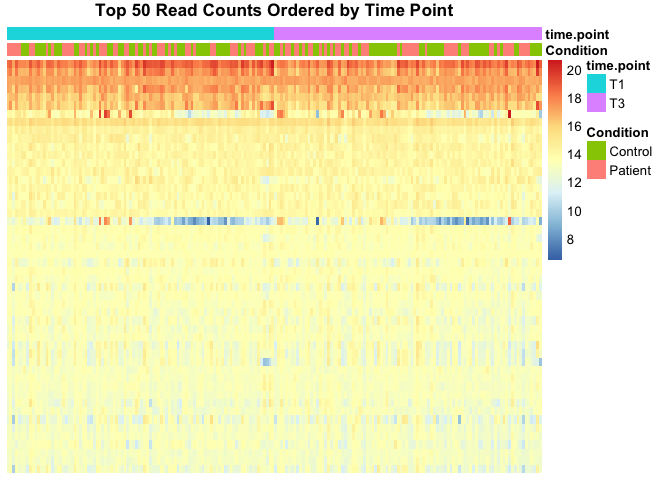 Top 50 Read Counts Ordered by Time Point
time.point
Condition
20
18
16
14
12
10
8
time.point
T1
T3
Condition
Control
Patient